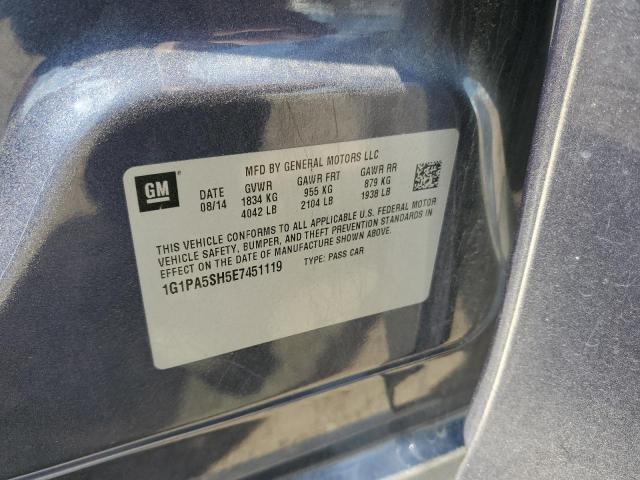 MFD BY GENERAL MOTORS LLC
GM
DATE GVWR GAWR FRT GAWR RR
08/14 1834 KG 955 KG 879 KG
4042 LB 2104 LB 1938 LB
THIS VEHICLE CONFORMS TO ALL APPLICABLE U.S. FEDERAL MOTOR
VEHICLE SAFETY, BUMPER, AND THEFT PREVENTION STANDARDS IN
EFFECT ON THE DATE OF MANUFACTURE SHOWN ABOVE.
1G1PA5SH5E7451119 TYPE: PASS CAR